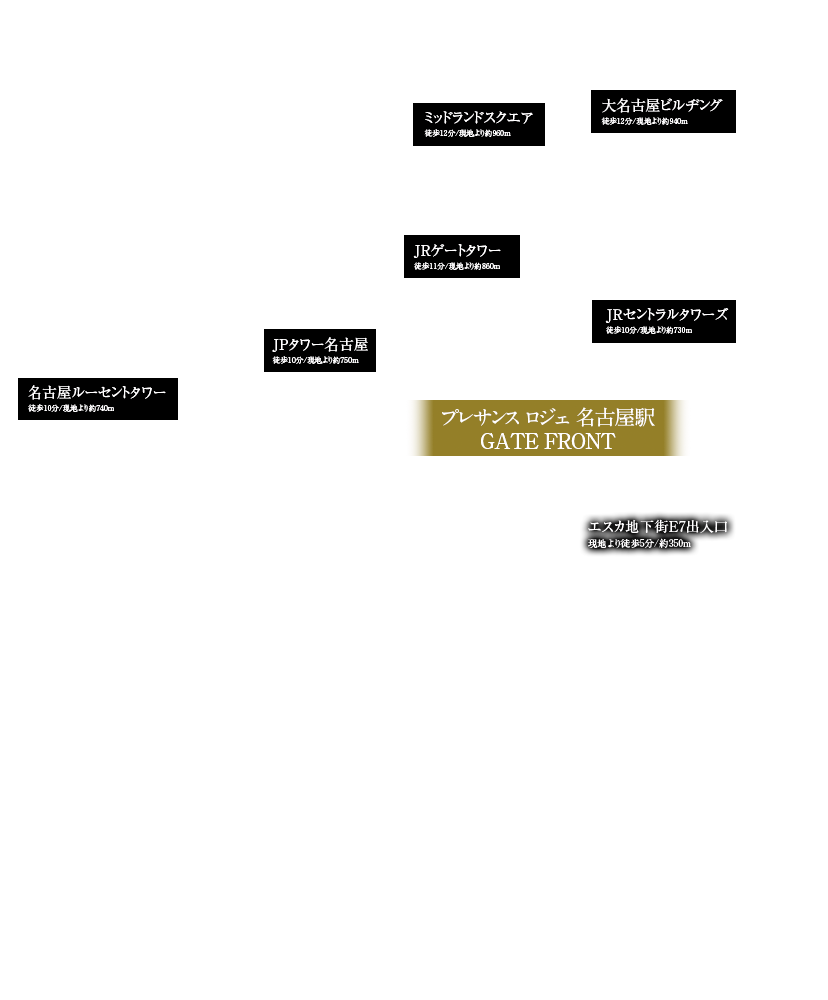 大名古屋ビルヂング
徒歩12分/現地より約940m
ミッドランドスクエア
徒歩12分/現地より約960m
JRゲートタワー
徒歩11分/現地より約860m
JRセントラルタワーズ
徒歩10分/現地より約730m
JPタワー名古屋
徒歩10分/現地より約750m
名古屋ルーセントタワー
徒歩10分/現地より約740m
プレサンス ロジェ 名古屋駅
GATE FRONT
エスカ地下街E7出入口
現地より徒歩5分/約350m